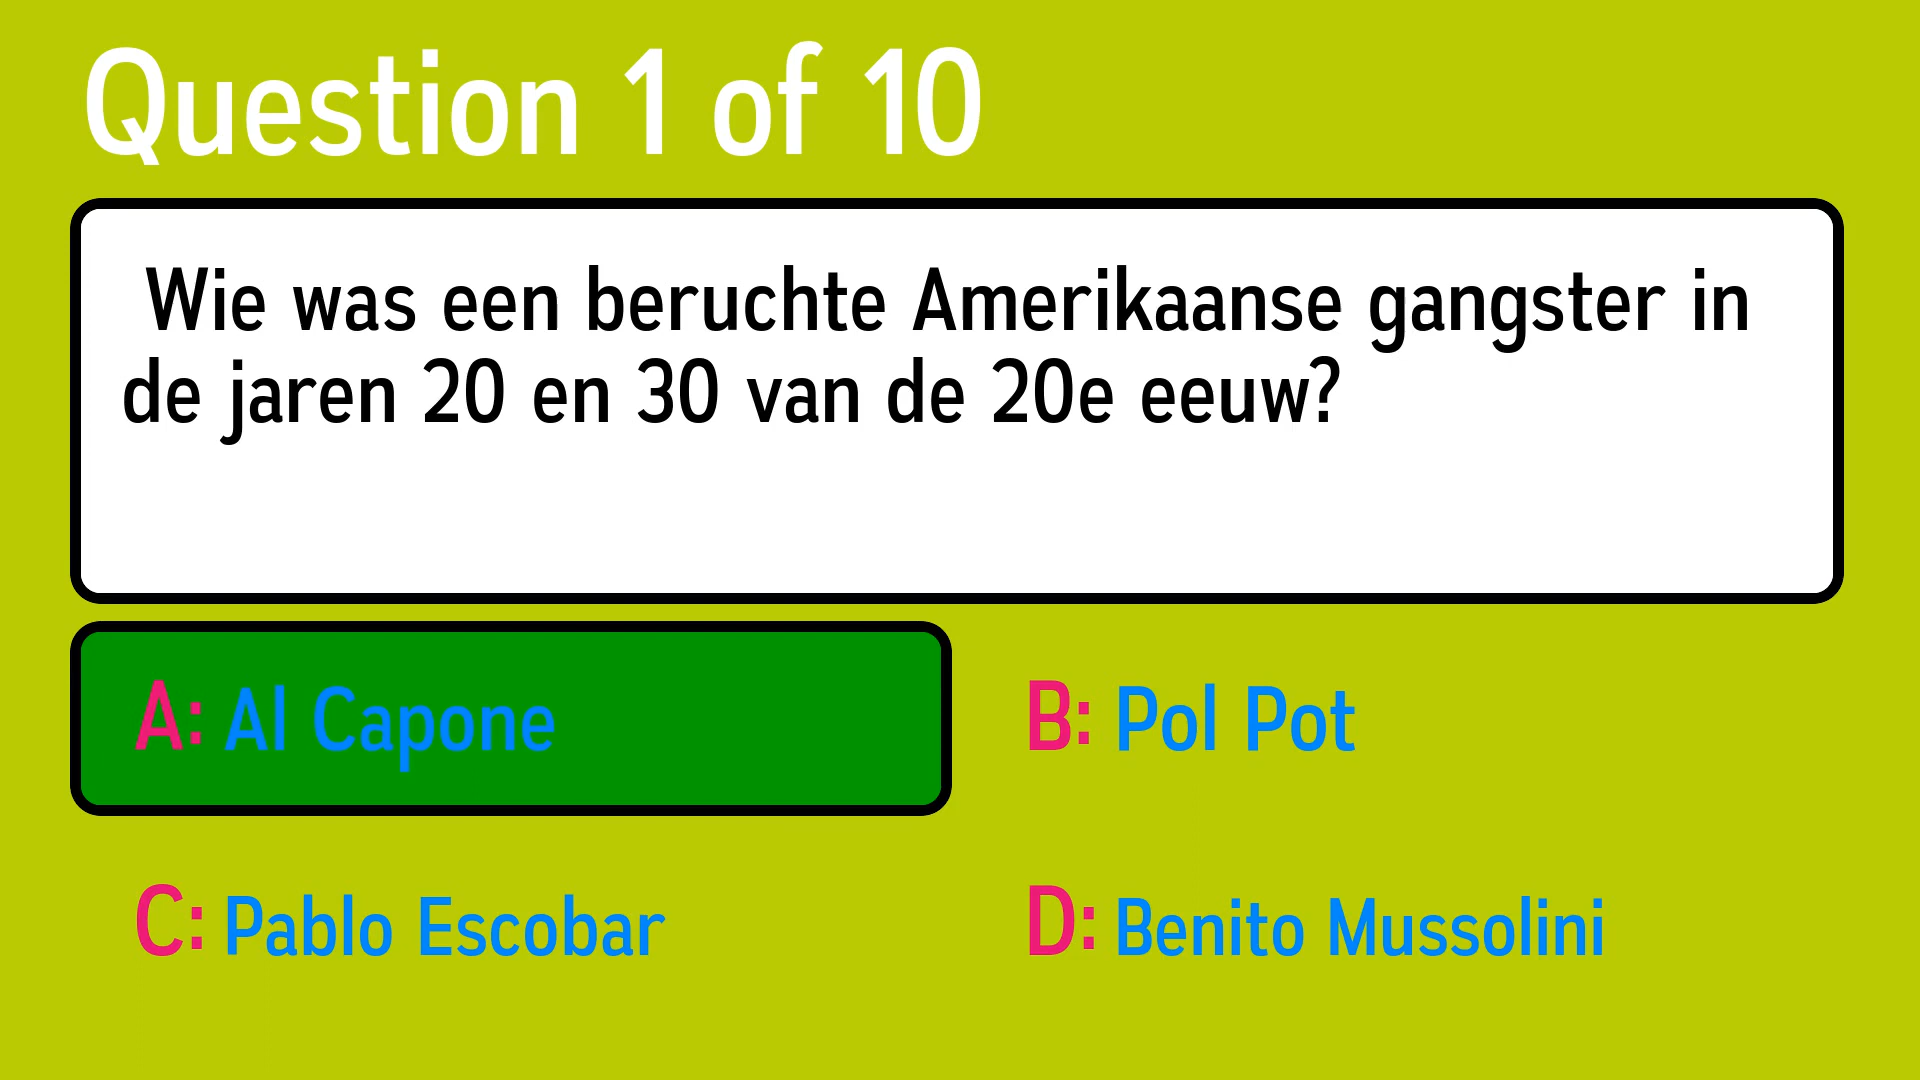 Question 1 of 10
Wie was een beruchte Amerikaanse gangster in
de jaren 20 en 30 van de 20e eeuw?
A: Al Capone
B: Pol Pot
C: Pablo Escobar
D: Benito Mussolini